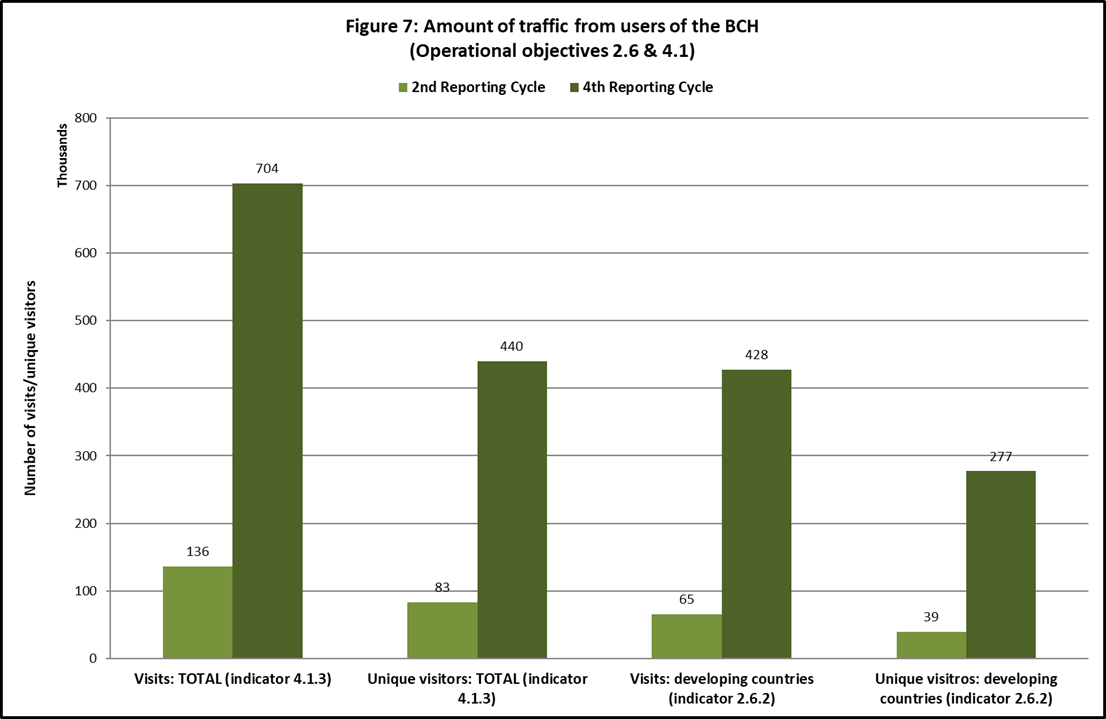 Figure 7: Amount of traffic from users of the BCH
(Operational objectives 2.6 & 4.1)
2nd Reporting Cycle 4th Reporting Cycle
Number of visits/unique visitors
Thousands
800
700
600
500
400
300
200
100
0
136
704
83
440
65
428
39
277
Visits: TOTAL (indicator 4.1.3)
Unique visitors: TOTAL (indicator
4.1.3)
Visits: developing countries
(indicator 2.6.2)
Unique visitros: developing
countries (indicator 2.6.2)